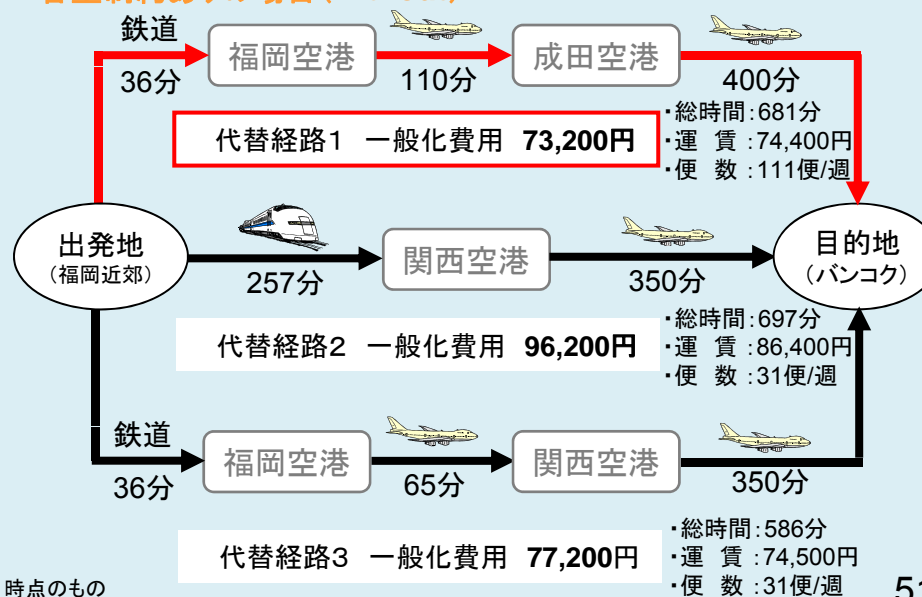 鉄道
36分
福岡空港
110分
成田空港
400分
代替経路1 一般化費用 73,200円
・総時間:681分
・運 賃:74,400円
・便 数:111便/週
出発地
(福岡近郊)
257分
関西空港
350分
目的地
(バンコク)
代替経路2 一般化費用 96,200円
・総時間:697分
・運 賃:86,400円
・便 数:31便/週
鉄道
36分
福岡空港
65分
関西空港
350分
代替経路3 一般化費用 77,200円
・総時間:586分
・運 賃:74,500円
・便 数:31便/週
時点のもの